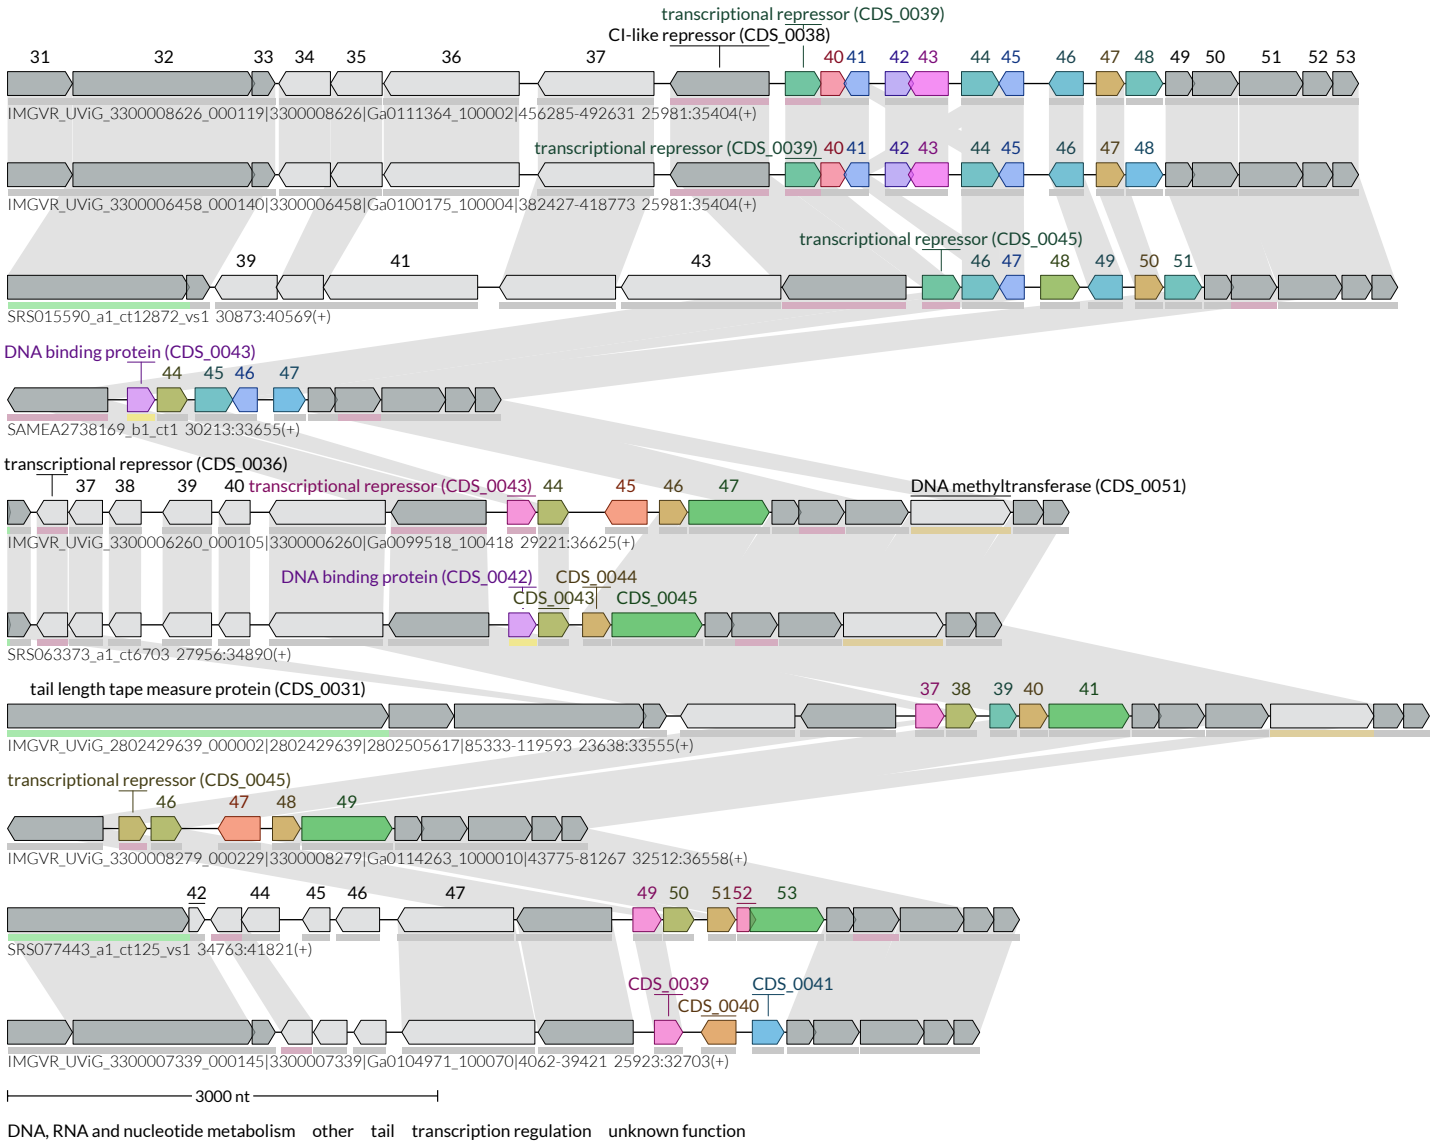 transcriptional repressor (CDS_0039)
CI-like repressor (CDS_0038)
31 32 33 34 35 36 37 40 41 42 43 44 45 46 47 48 49 50 51 52 53
IMGVR_UViG_3300008626_000119|3300008626|Ga0111364_100002|456285-492631 25981:35404(+)
transcriptional repressor (CDS_0039) 40 41 42 43 44 45 46 47 48
IMGVR_UViG_3300006458_000140|3300006458|Ga0100175_100004|382427-418773 25981:35404(+)
transcriptional repressor (CDS_0045)
39 41 43 46 47 48 49 50 51
SRS015590_a1_ct12872_vs1 30873:40569(+)
DNA binding protein (CDS_0043)
44 45 46 47
SAMEA2738169_b1_ct1 30213:33655(+)
transcriptional repressor (CDS_0036)
37 38 39 40 transcriptional repressor (CDS_0043) 44 45 46 47 DNA methyltransferase (CDS_0051)
IMGVR_UViG_3300006260_000105|3300006260|Ga0099518_100418 29221:36625(+)
DNA binding protein (CDS_0042) CDS_0044
CDS_0043 CDS_0045
SRS063373_a1_ct6703 27956:34890(+)
tail length tape measure protein (CDS_0031) 37 38 39 40 41
IMGVR_UViG_2802429639_000002|2802429639|2802505617|85333-119593 23638:33555(+)
transcriptional repressor (CDS_0045)
46 47 48 49
IMGVR_UViG_3300008279_000229|3300008279|Ga0114263_1000010|43775-81267 32512:36558(+)
42 44 45 46 47 49 50 51 52 53
SRS077443_a1_ct125_vs1 34763:41821(+)
CDS_0039 CDS_0041
CDS_0040
IMGVR_UViG_3300007339_000145|3300007339|Ga0104971_100070|4062-39421 25923:32703(+)
3000 nt
DNA, RNA and nucleotide metabolism other tail transcription regulation unknown function